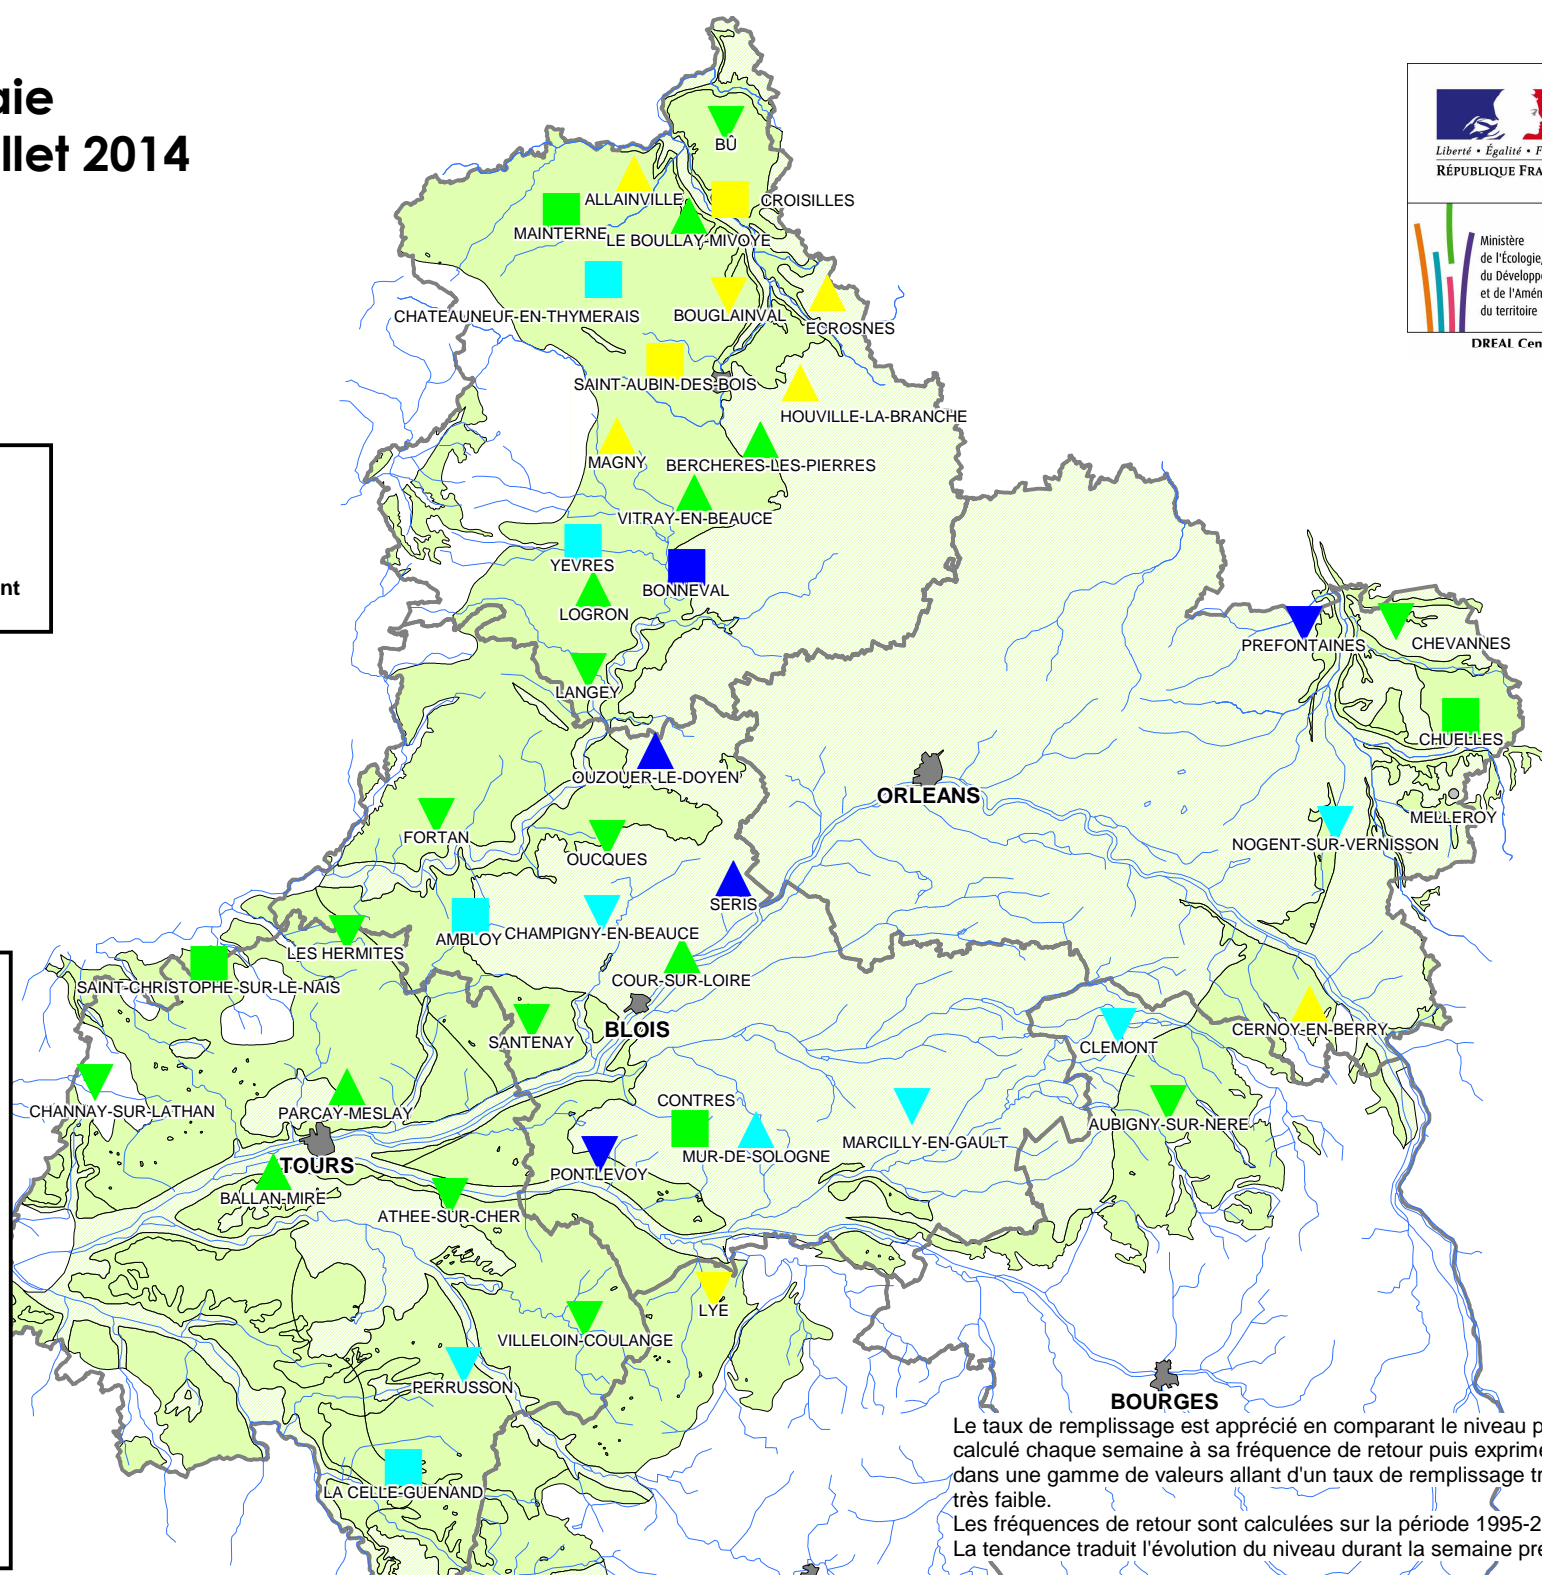 aie
llet 2014
Liberté • Égalité • F
RÉPUBLIQUE FRA
Ministère
de l'Écologie,
du Développe
et de l'Amén
du territoire
DREAL Cen
nt
BÛ
ALLAINVILLE
CROISILLES
MAINTERNE
LE BOULLAY-MIVOYE
CHATEAUNEUF-EN-THYMERAIS
BOUGLAINVAL
ECROSNES
SAINT-AUBIN-DES-BOIS
HOUVILLE-LA-BRANCHE
MAGNY
BERCHERES-LES-PIERRES
VITRAY-EN-BEAUCE
YEVRES
BONNEVAL
LOGRON
PREFONTAINES
CHEVANNES
LANGEY
CHUELLES
OUZOUER-LE-DOYEN
ORLEANS
MELLEROY
FORTAN
OUCQUES
NOGENT-SUR-VERNISSON
SERIS
AMBLOY
CHAMPIGNY-EN-BEAUCE
LES HERMITES
COUR-SUR-LOIRE
SAINT-CHRISTOPHE-SUR-LE-NAIS
BLOIS
CERNOY-EN-BERRY
SANTENAY
CLEMONT
CHANNAY-SUR-LATHAN
PARCAY-MESLAY
CONTRES
AUBIGNY-SUR-NERE
MARCILLY-EN-GAULT
MUR-DE-SOLOGNE
TOURS
PONTLEVOY
BALLAN-MIRE
ATHEE-SUR-CHER
LYE
VILLELOIN-COULANGE
PERRUSSON
BOURGES
LA CELLE-GUENAND
Le taux de remplissage est apprécié en comparant le niveau p
calculé chaque semaine à sa fréquence de retour puis exprimé
dans une gamme de valeurs allant d'un taux de remplissage tr
très faible.
Les fréquences de retour sont calculées sur la période 1995-2
La tendance traduit l'évolution du niveau durant la semaine pre